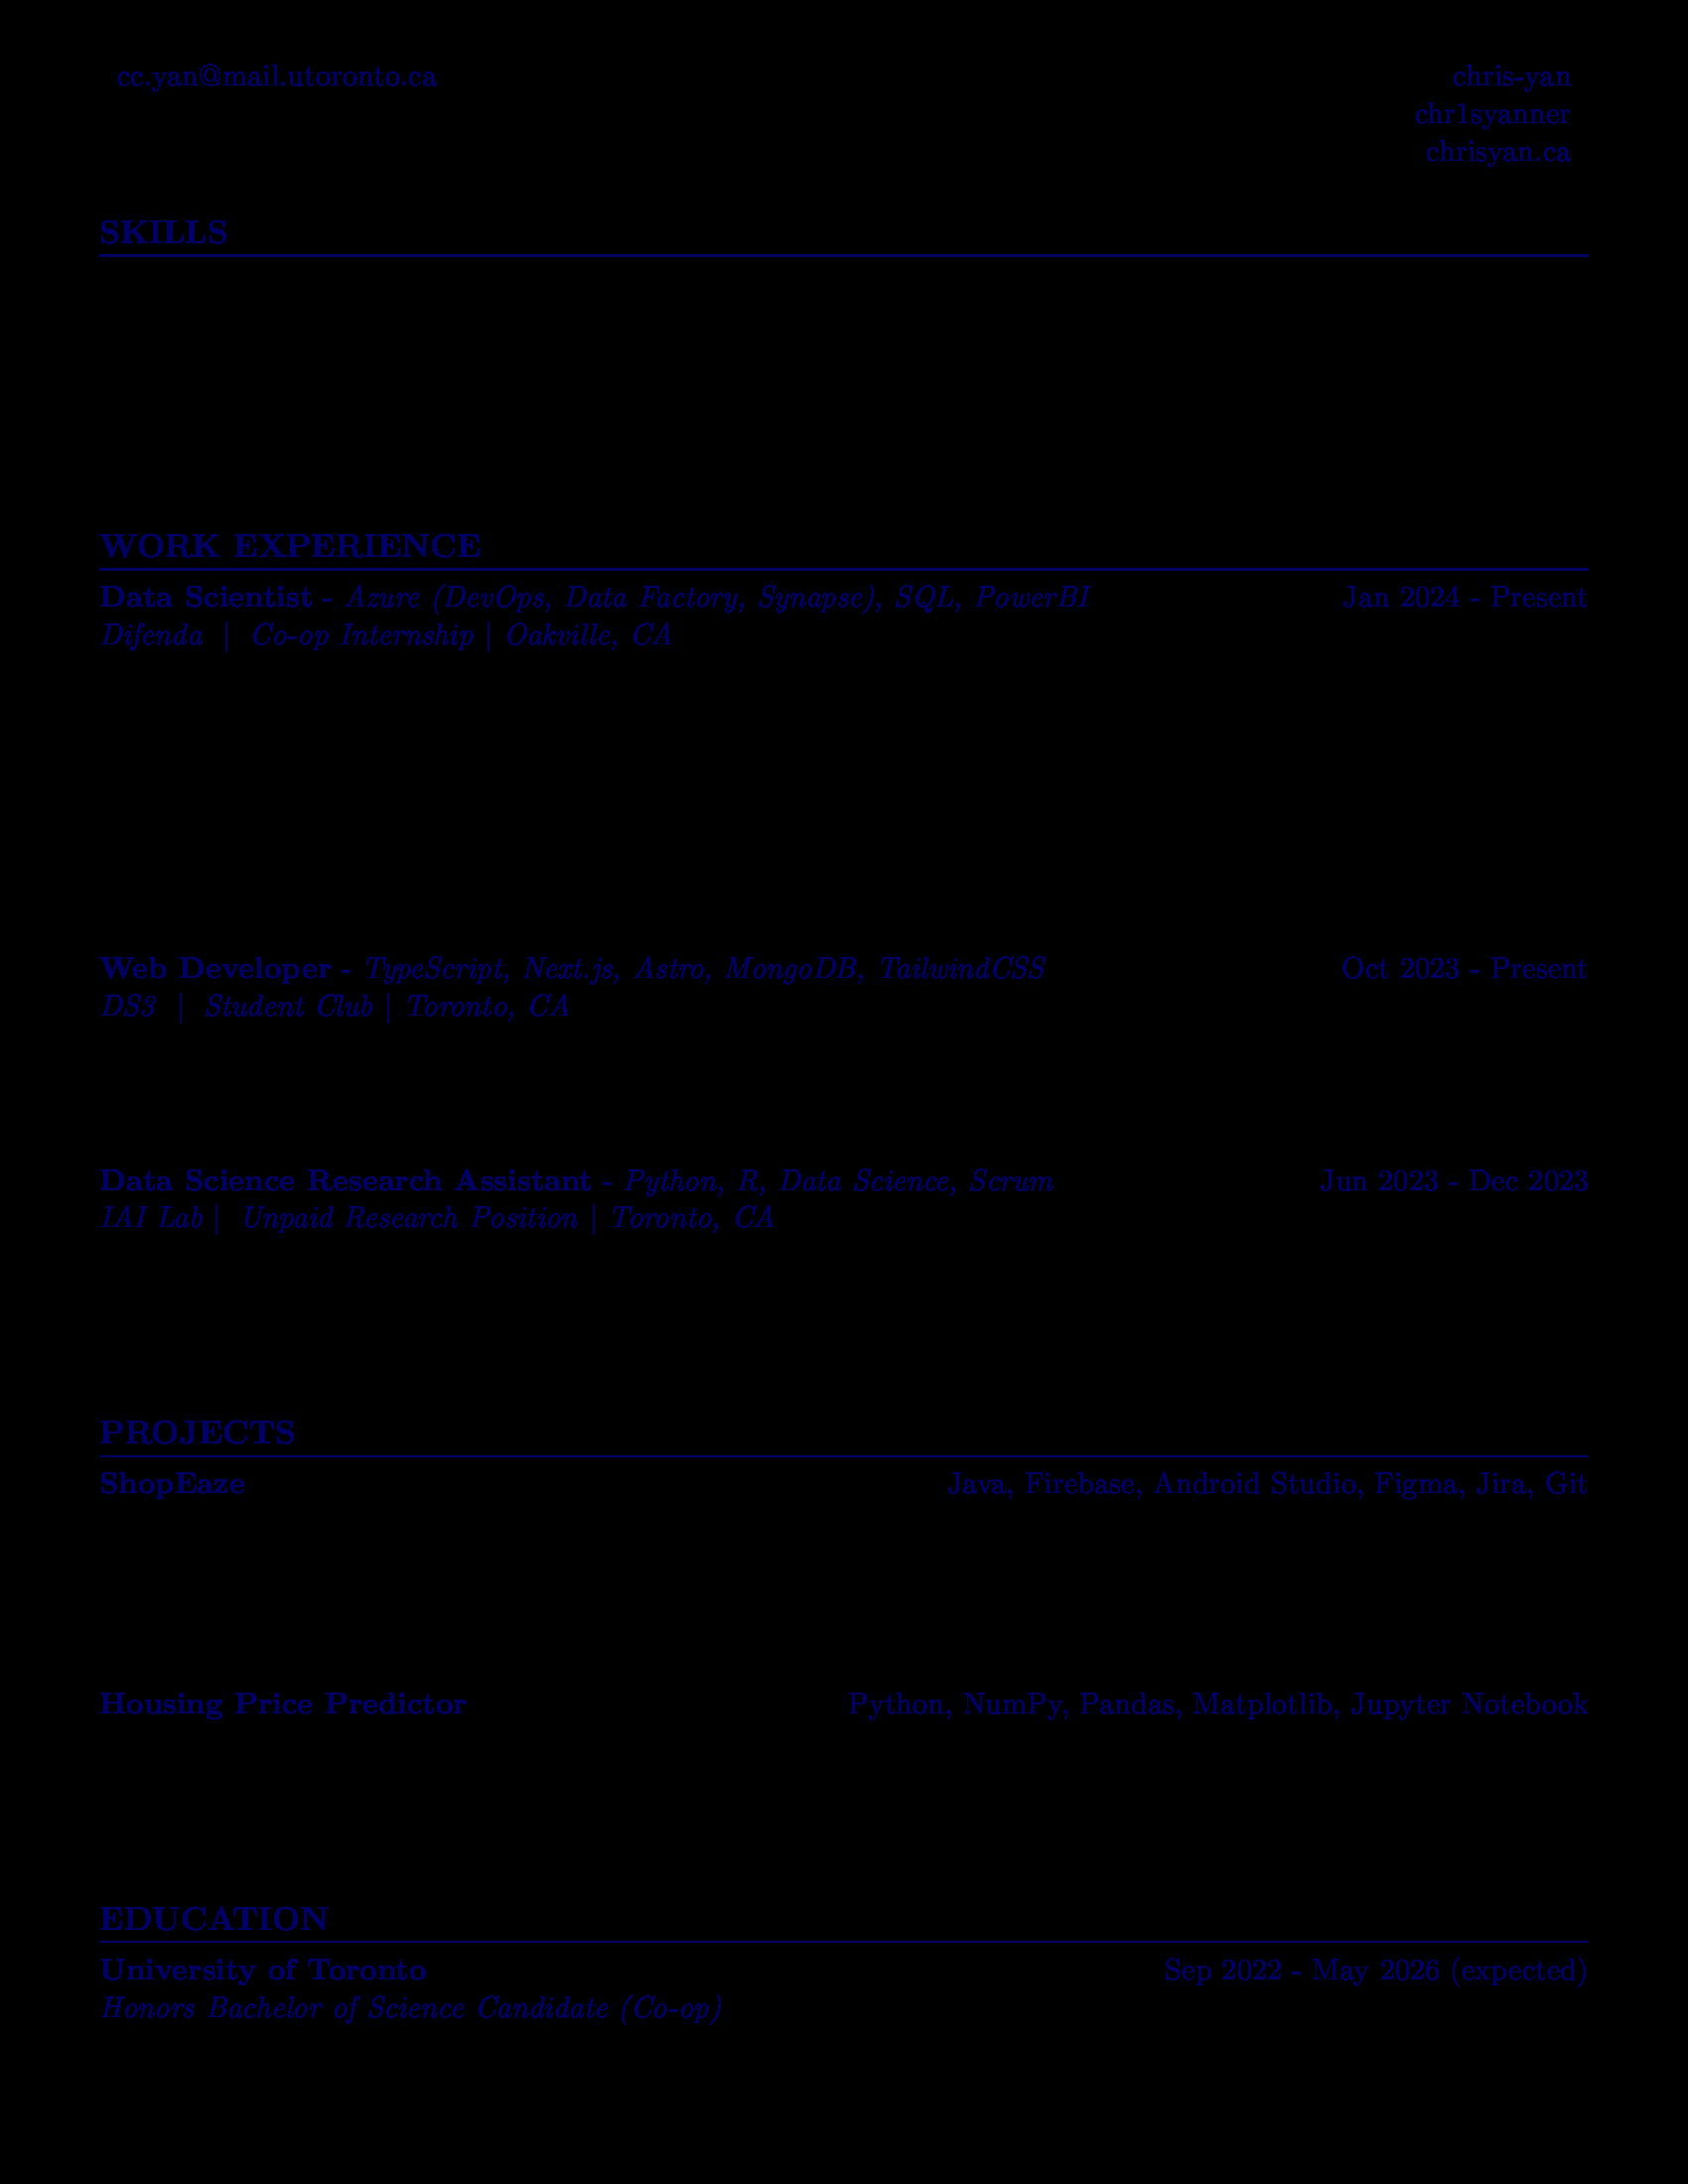 cc.yan@mail.utoronto.ca chris-yan
chr1syanner
chrisyan.ca
SKILLS
WORK EXPERIENCE
Data Scientist - Azure (DevOps, Data Factory, Synapse), SQL, PowerBI Jan 2024 - Present
Difenda | Co-op Internship | Oakville, CA
Web Developer - TypeScript, Next.js, Astro, MongoDB, TailwindCSS Oct 2023 - Present
DS3 | Student Club | Toronto, CA
Data Science Research Assistant - Python, R, Data Science, Scrum Jun 2023 - Dec 2023
IAI Lab | Unpaid Research Position | Toronto, CA
PROJECTS
ShopEaze Java, Firebase, Android Studio, Figma, Jira, Git
Housing Price Predictor Python, NumPy, Pandas, Matplotlib, Jupyter Notebook
EDUCATION
University of Toronto Sep 2022 - May 2026 (expected)
Honors Bachelor of Science Candidate (Co-op)